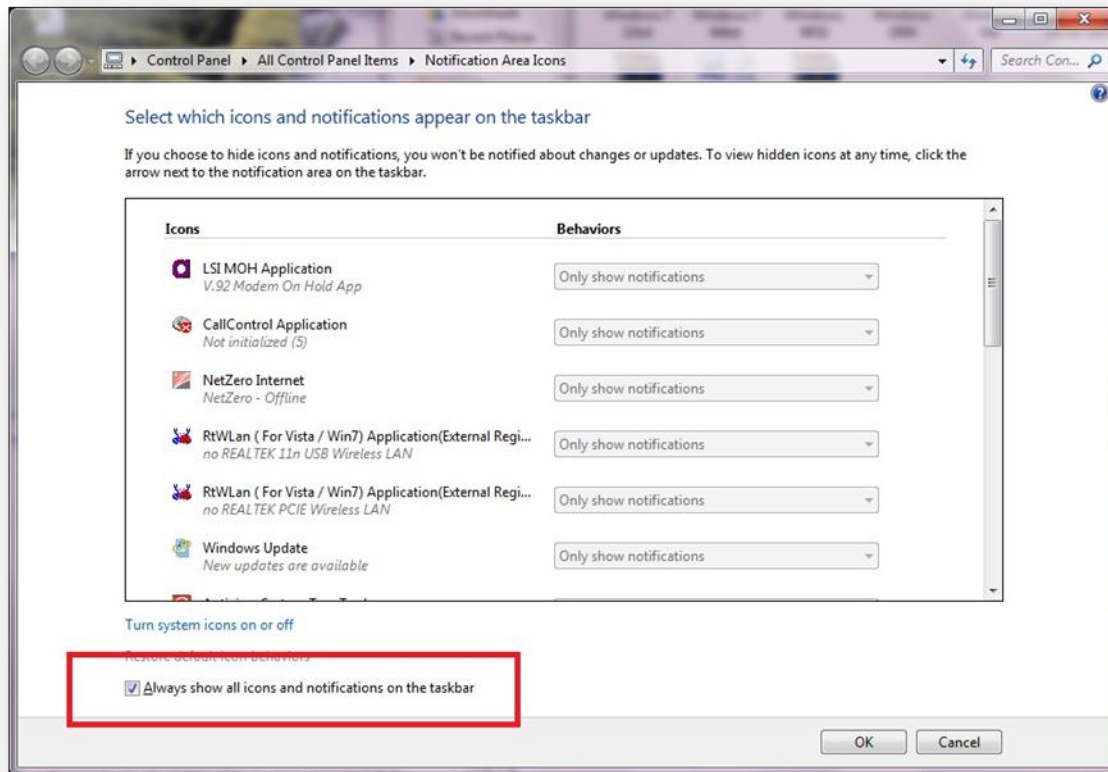 Control Panel ▸ All Control Panel Items ▸ Notification Area Icons
Search Con...
Select which icons and notifications appear on the taskbar
If you choose to hide icons and notifications, you won't be notified about changes or updates. To view hidden icons at any time, click the
arrow next to the notification area on the taskbar.
Icons Behaviors
LSI MOH Application
V.92 Modem On Hold App
Only show notifications
CallControl Application
Not initialized (5)
Only show notifications
NetZero Internet
NetZero - Offline
Only show notifications
RtWLan ( For Vista / Win7) Application(External Regi...
no REALTEK 11n USB Wireless LAN
Only show notifications
RtWLan ( For Vista / Win7) Application(External Regi...
no REALTEK PCIE Wireless LAN
Only show notifications
Windows Update
New updates are available
Only show notifications
Turn system icons on or off
Restore default icon behaviors
Always show all icons and notifications on the taskbar
OK Cancel